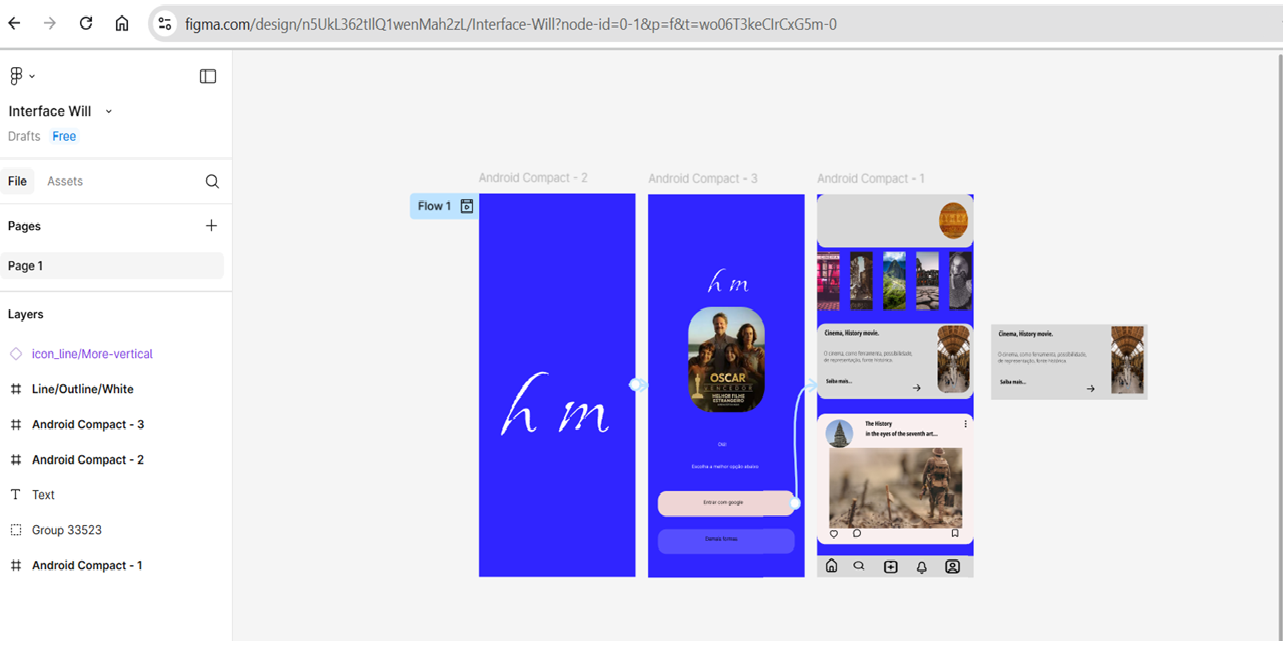 figma.com/design/n5UkL362tIlQ1wenMah2zL/Interface-Will?node-id=0-1&p=f&t=wo06T3keCIrCxG5m-0
Interface Will
Drafts Free
File Assets
Pages
Page 1
Layers
icon_line/More-vertical
Line/Outline/White
Android Compact - 3
Android Compact - 2
Text
Group 33523
Android Compact - 1
Flow 1
Android Compact - 2
h m
Android Compact - 3
h m
OSCAR
VENCEDOR
MELHOR FILME
ESTRANGEIRO
Olá!
Escolha a melhor opção abaixo
Entrar com google
Demais formas
Android Compact - 1
Cinema, History movie.
O cinema, como ferramenta, possibilidade,
de representação, fonte histórica.
Saiba mais...
The History
in the eyes of the seventh art...
Cinema, History movie.
O cinema, como ferramenta, possibilidade,
de representação, fonte histórica.
Saiba mais...